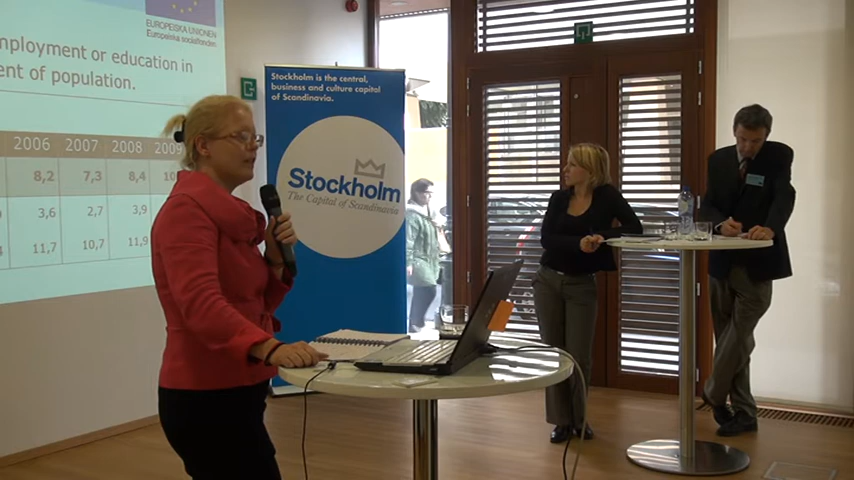 EUROPEISKA UNIONEN
Europeiska socialfonden
mployment or education in
ent of population.
2006 2007 2008 2009
8,2 7,3 8,4
3,6 2,7 3,9
11,7 10,7 11,9
Stockholm is the central,
business and culture capital
of Scandinavia.
Stockholm
The Capital of Scandinavia